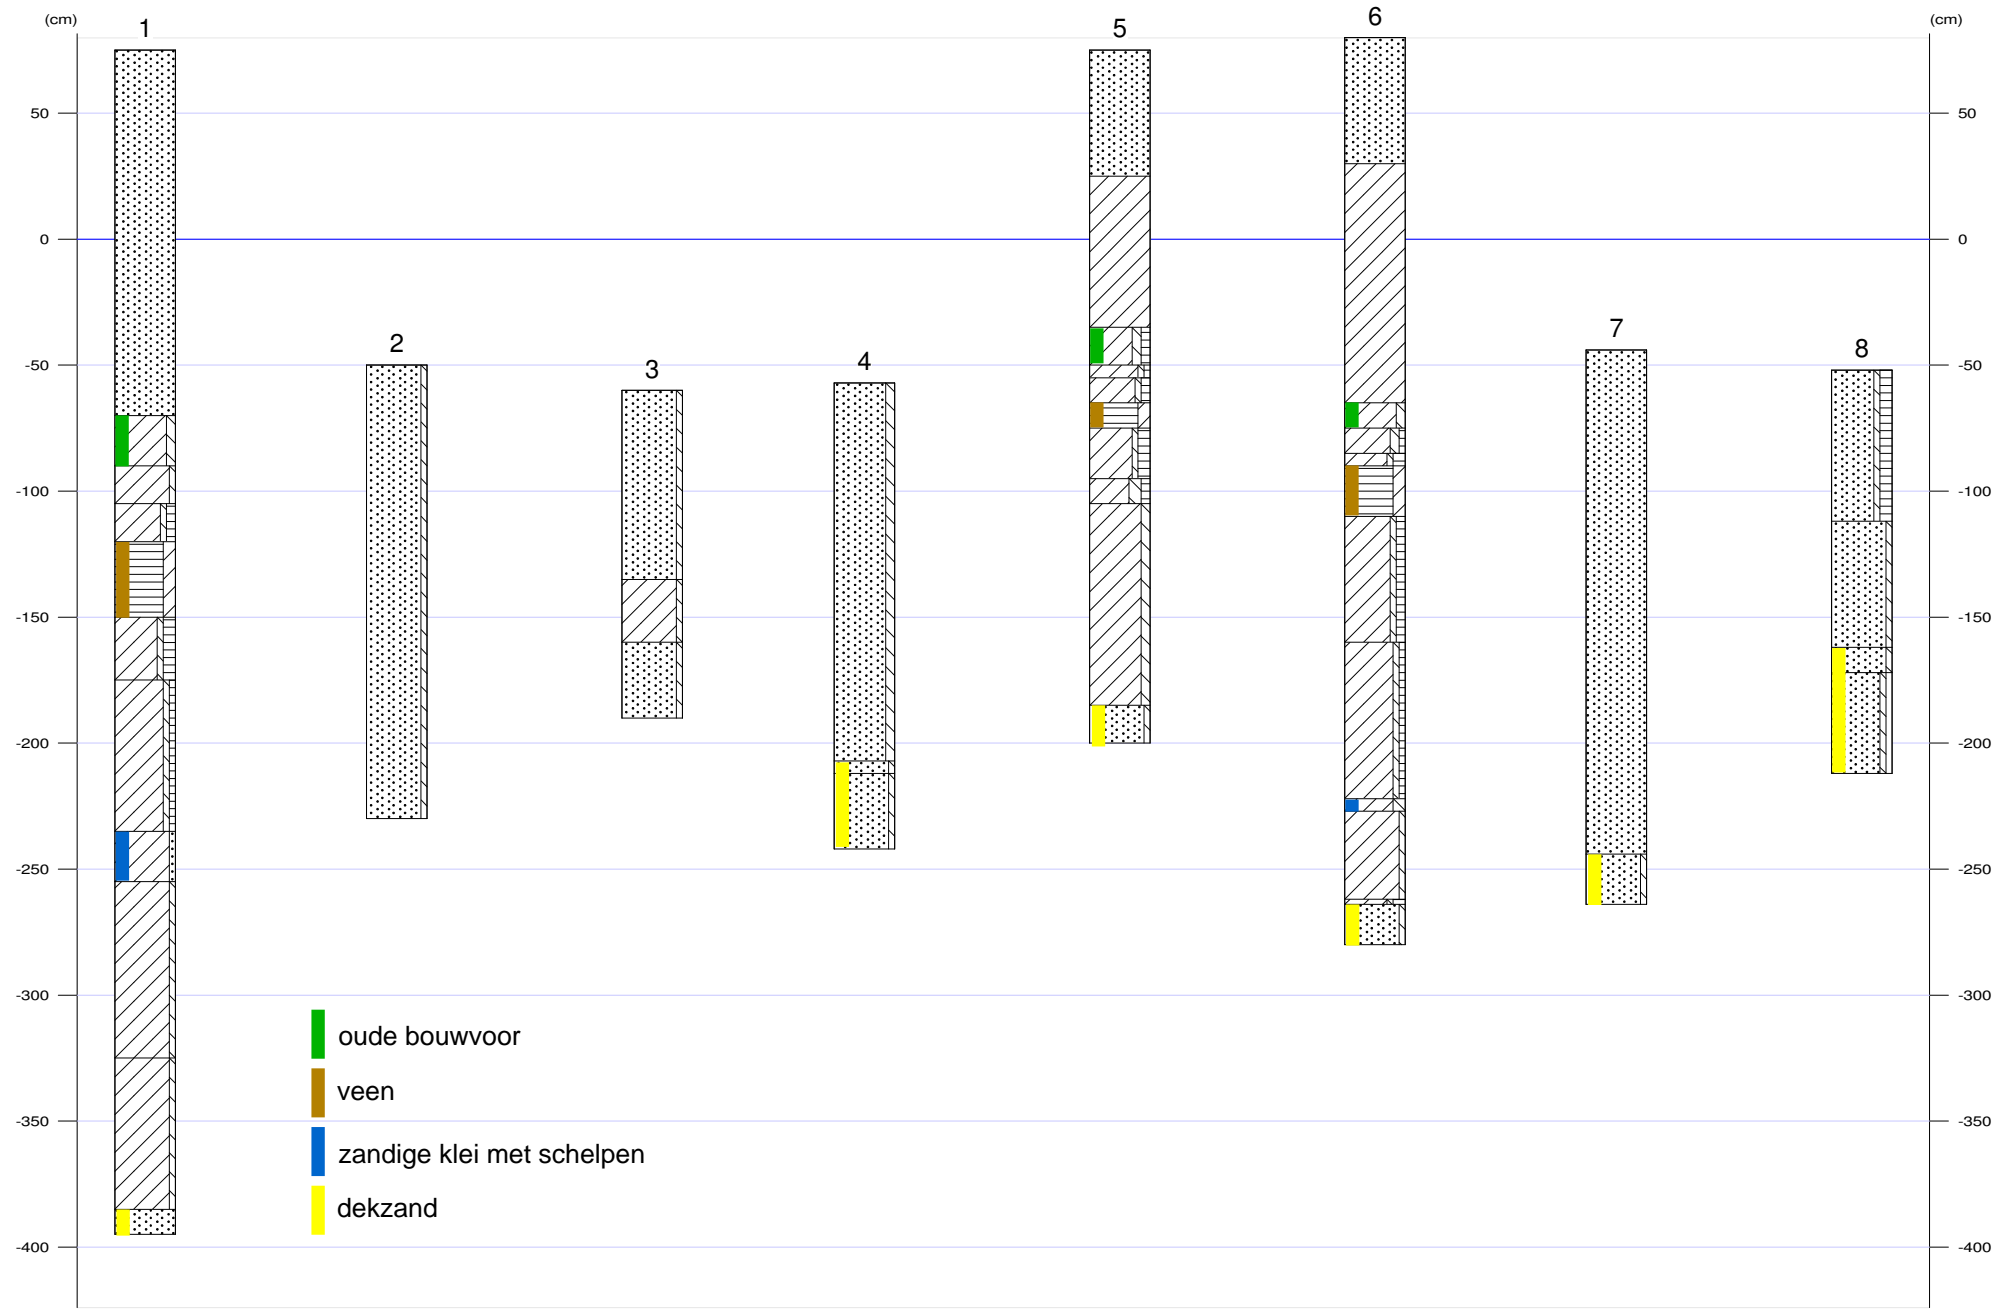 (cm) 1 5 6 (cm)
50 50
0 0
2 3 4 7 8
-50 -50
-100 -100
-150 -150
-200 -200
-250 -250
-300 -300
oude bouwvoor
veen
-350 -350
zandige klei met schelpen
dekzand
-400 -400